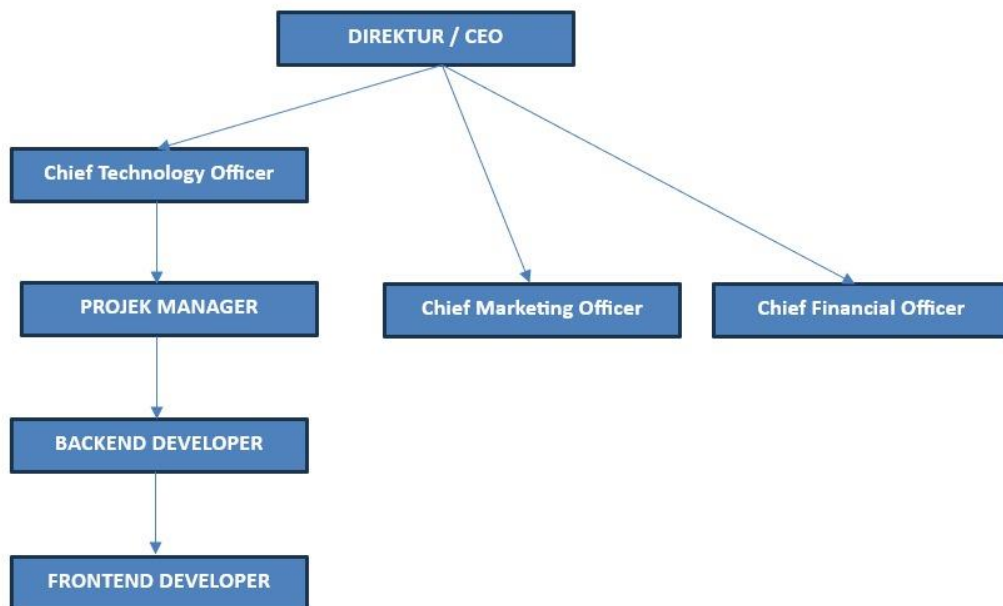 DIREKTUR / CEO
Chief Technology Officer
PROJEK MANAGER
Chief Marketing Officer
Chief Financial Officer
BACKEND DEVELOPER
FRONTEND DEVELOPER